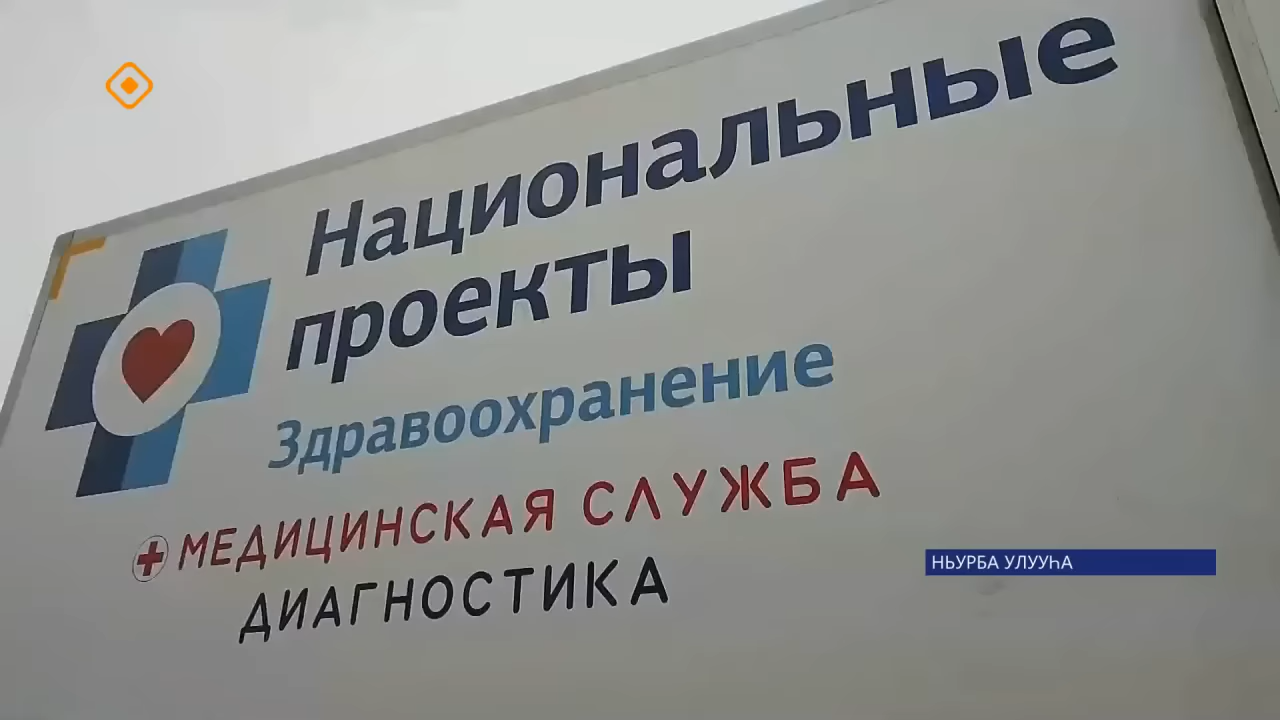 Национальные
проекты
Здравоохранение
МЕДИЦИНСКАЯ СЛУЖБА
ДИАГНОСТИКА
НЬУРБА УЛУУҺА